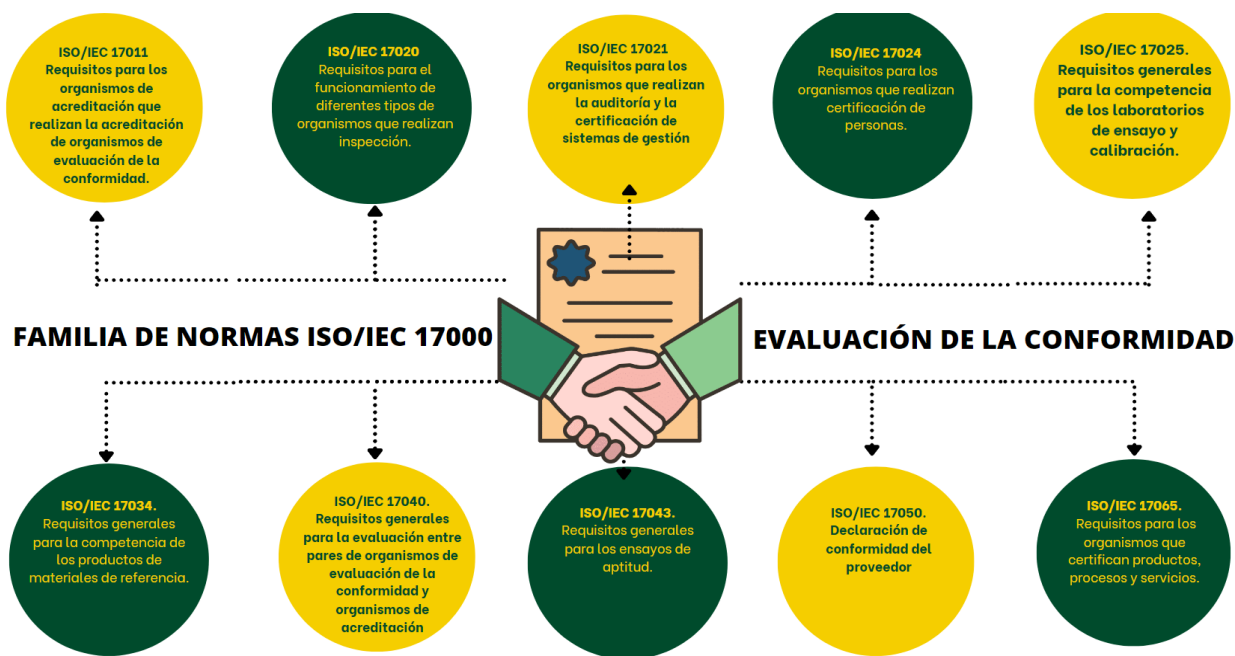 ISO/IEC 17011
Requisitos para los
organismos de
acreditación que
realizan la acreditación
de organismos de
evaluación de la
conformidad.
ISO/IEC 17020
Requisitos para el
funcionamiento de
diferentes tipos de
organismos que realizan
inspección.
ISO/IEC 17021
Requisitos para los
organismos que realizan
la auditoría y la
certificación de
sistemas de gestión
ISO/IEC 17024
Requisitos para los
organismos que realizan
certificación de
personas.
ISO/IEC 17025.
Requisitos generales
para la competencia
de los laboratorios
de ensayo y
calibración.
FAMILIA DE NORMAS ISO/IEC 17000
EVALUACIÓN DE LA CONFORMIDAD
ISO/IEC 17034.
Requisitos generales
para la competencia de
los productos de
materiales de referencia.
ISO/IEC 17040.
Requisitos generales
para la evaluación entre
pares de organismos de
evaluación de la
conformidad y
organismos de
acreditación
ISO/IEC 17043.
Requisitos generales
para los ensayos de
aptitud.
ISO/IEC 17050.
Declaración de
conformidad del
proveedor
ISO/IEC 17065.
Requisitos para los
organismos que
certifican productos,
procesos y servicios.